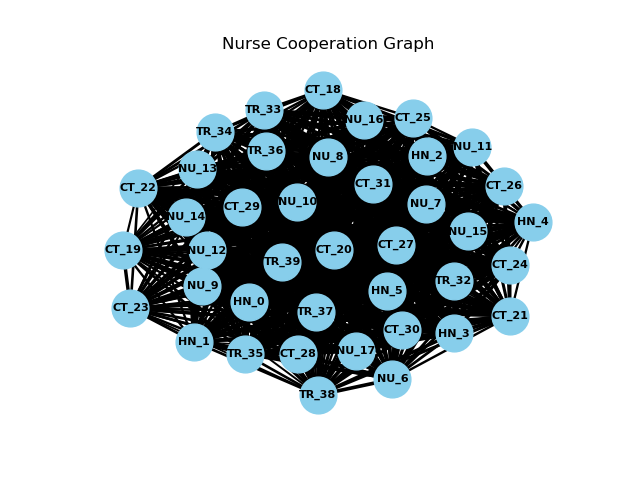 Nurse Cooperation Graph
CT_18
TR_33
NU_16
CT_25
TR_34
NU_11
TR_36
NU_8
HN_2
NU_13
CT_31
CT_26
CT_22
NU_10
NU_7
CT_29
NU_14
HN_4
NU_15
CT_27
CT_19
NU_12
CT_20
TR_39
CT_24
TR_32
NU_9
HN_5
HN_0
CT_23
TR_37
CT_21
CT_30
HN_3
HN_1
NU_17
TR_35
CT_28
NU_6
TR_38